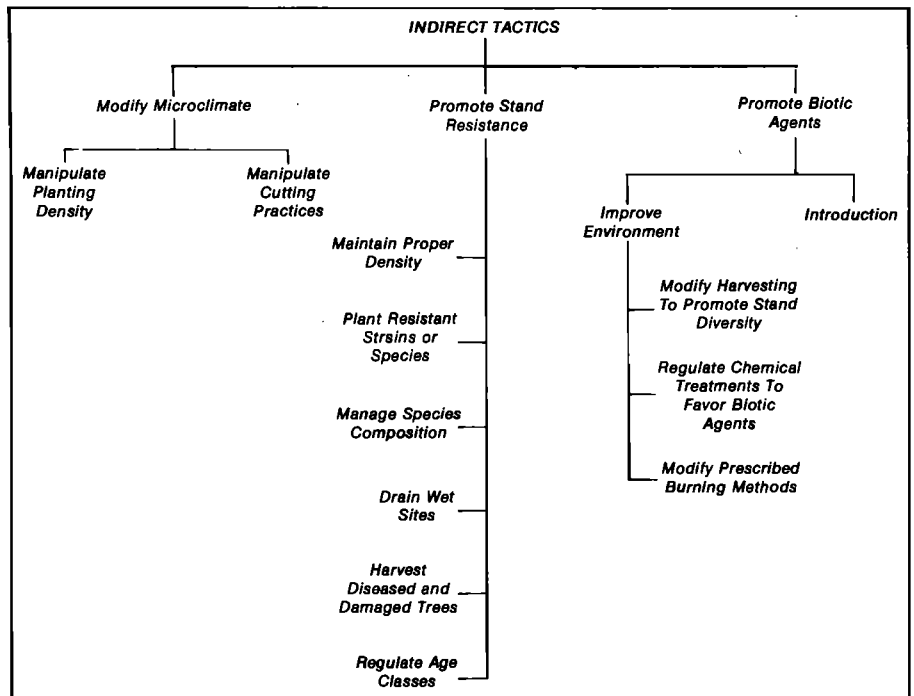 INDIRECT TACTICS
Modify Microclimate
Manipulate
Planting
Density
Manipulate
Cutting
Practices
Promote Stand
Resistance
Maintain Proper
Density
Plant Resistant
Strsins or
Species
Manage Species
Composition
Drain Wet
Sites
Harvest
Diseased and
Damaged Trees
Regulate Age
Classes
Promote Biotic
Agents
Improve
Environment
Modify Harvesting
To Promote Stand
Diversity
Regulate Chemical
Treatments To
Favor Biotic
Agents
Modify Prescribed
Burning Methods
Introduction